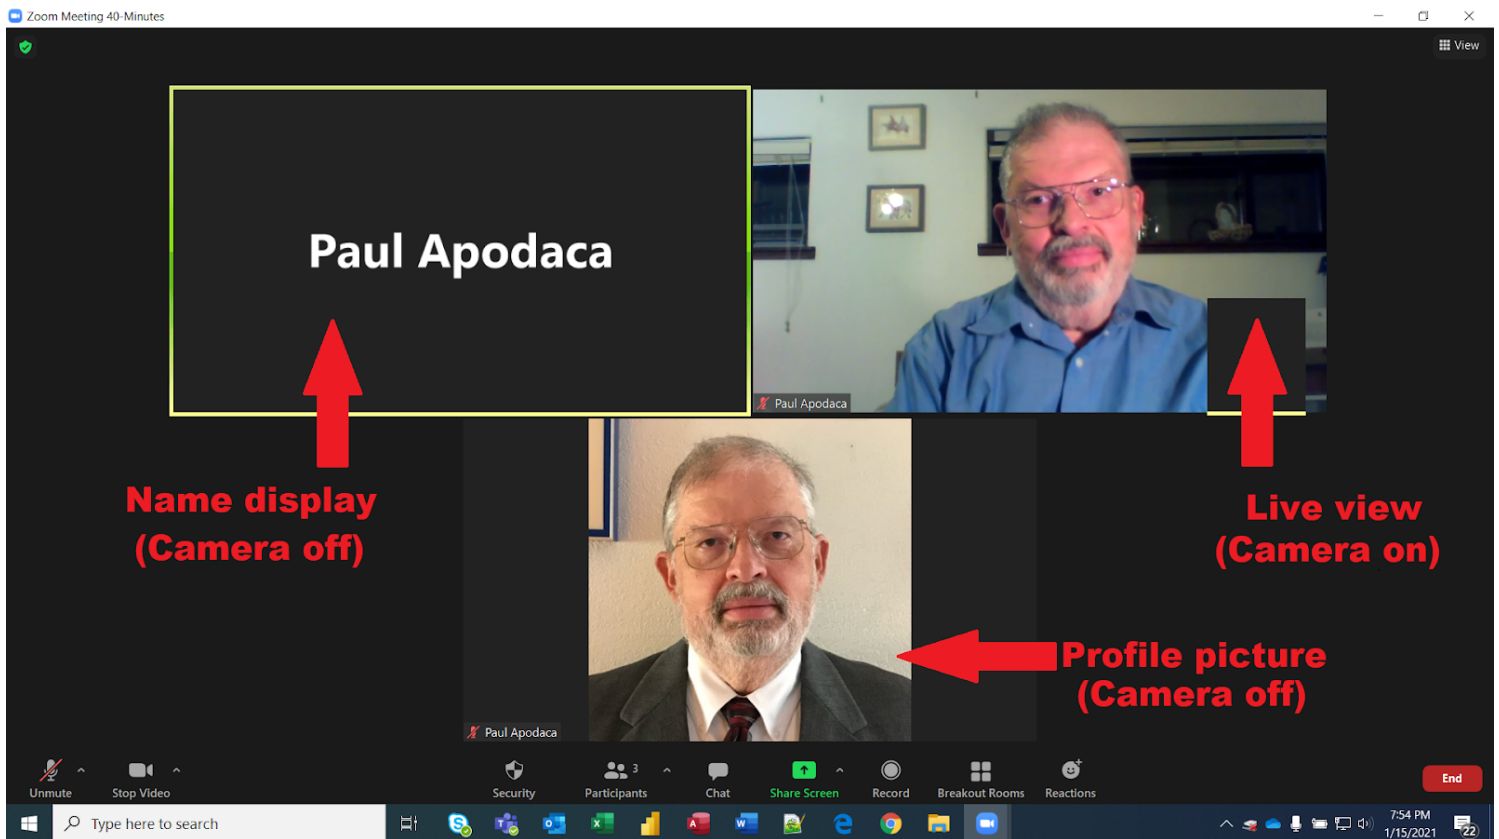 Zoom Meeting 40-Minutes
View
Paul Apodaca
Paul Apodaca
Name display
(Camera off)
Live view
(Camera on)
Profile picture
(Camera off)
Paul Apodaca
Unmute
Stop Video
Security
3
Participants
Chat
Share Screen
Record
Breakout Rooms
Reactions
End
Type here to search
7:54 PM
1/15/2021
22